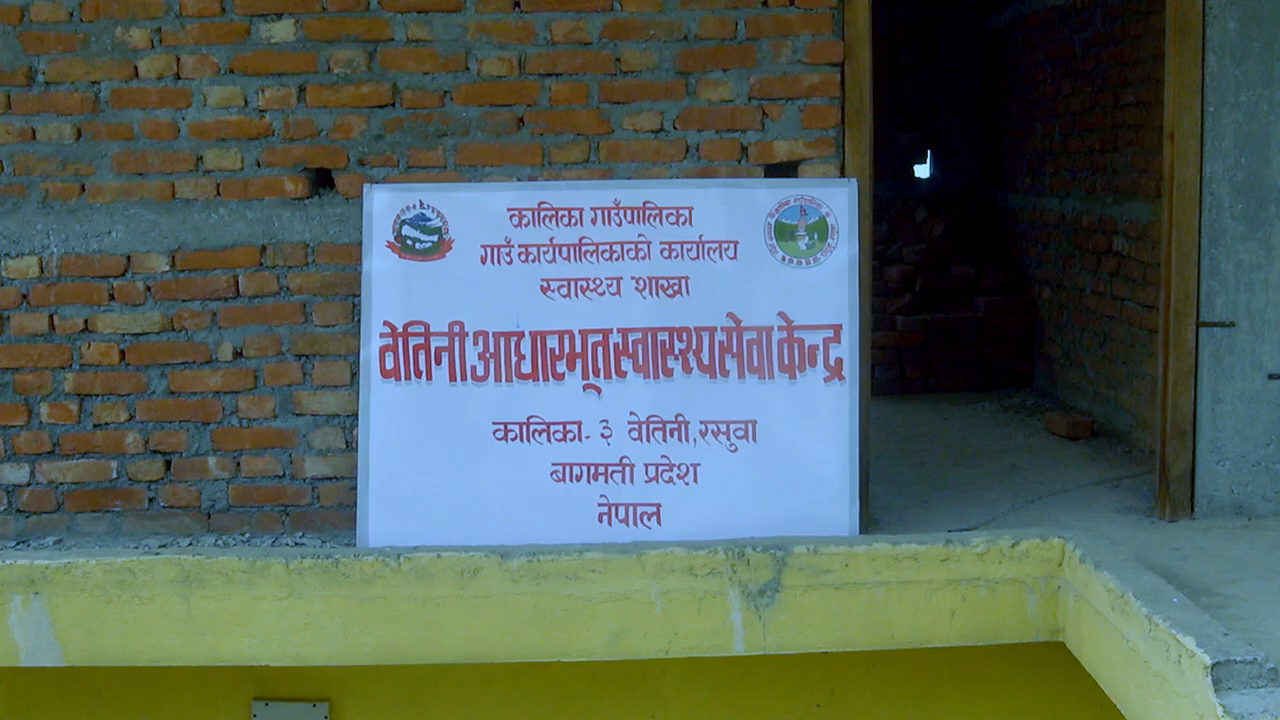 कालिका गाउँपालिका
गाउँ कार्यपालिकाको कार्यालय
स्वास्थ्य शाखा
वेतिनी आधारभूत स्वास्थ्य सेवा केन्द्र
कालिका- ३ वेतिनी, रसुवा
बागमती प्रदेश
नेपाल